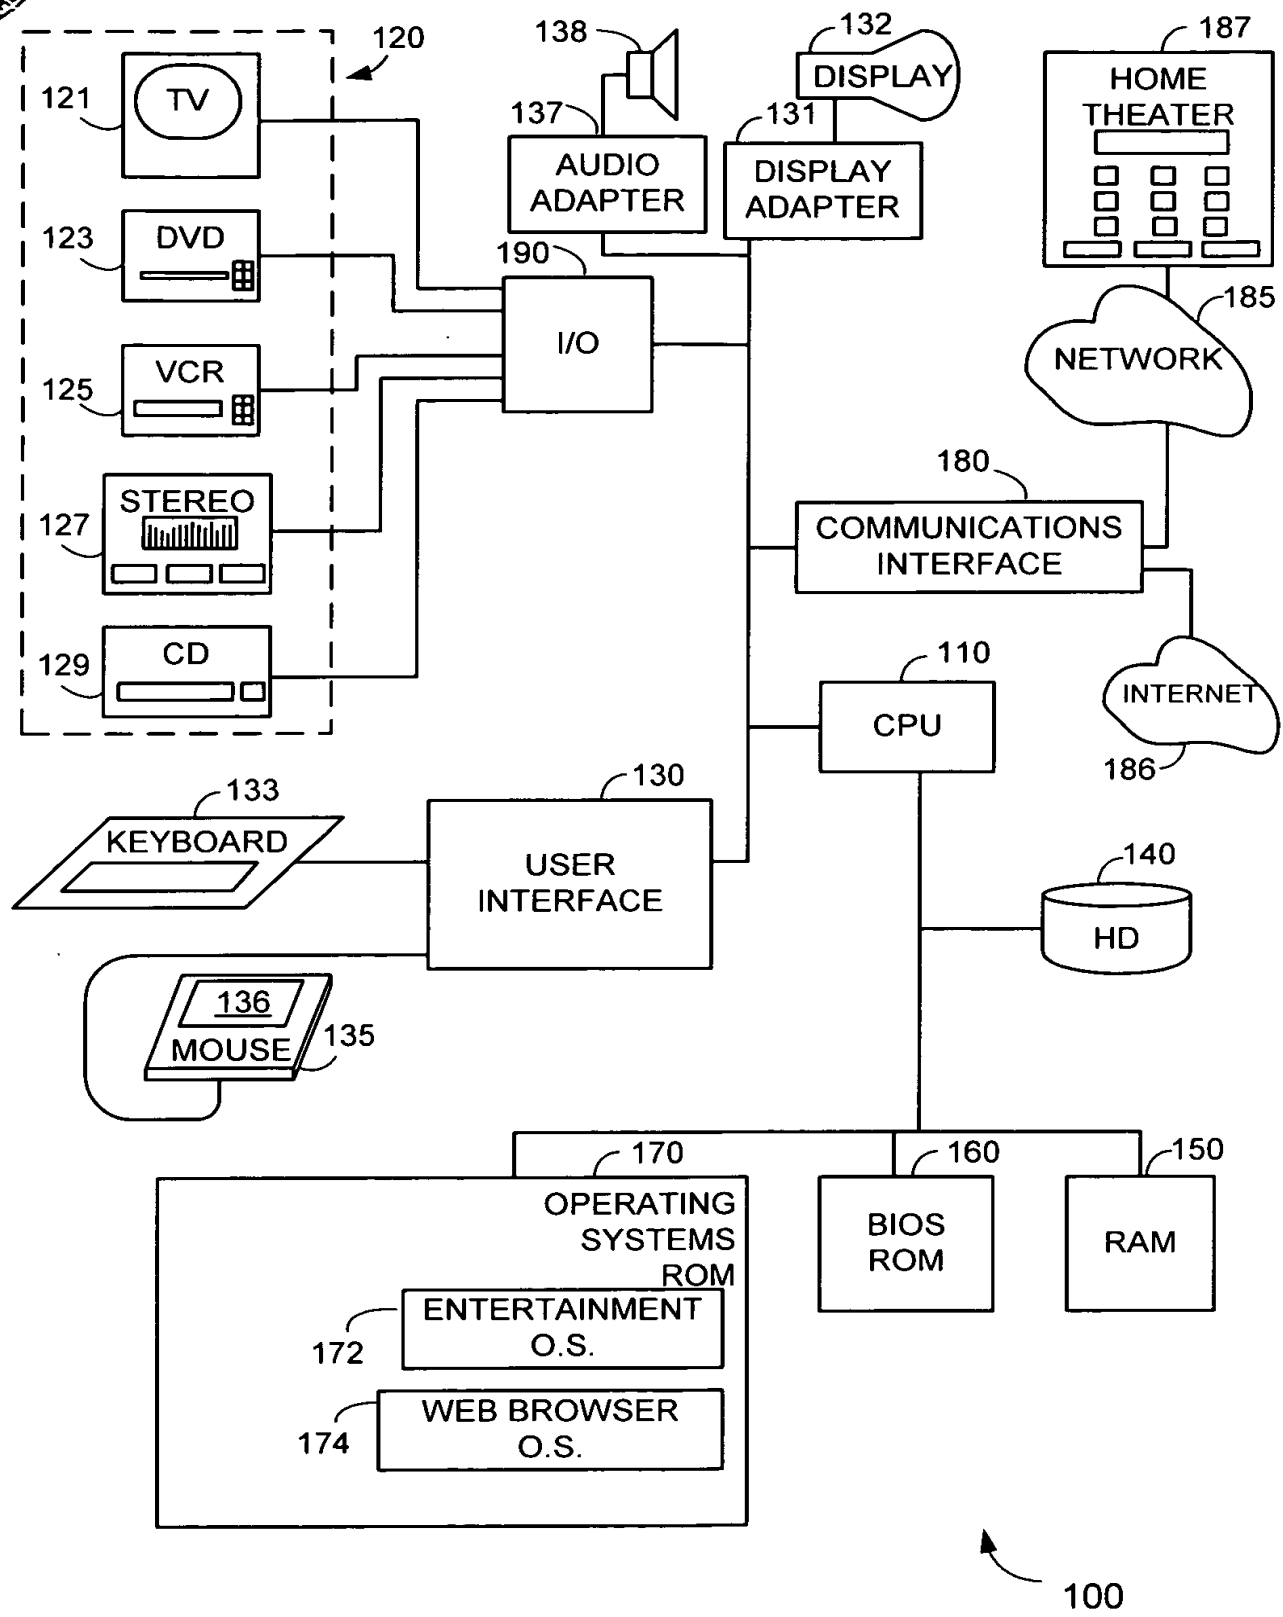 120
121
TV
123
DVD
125
VCR
127
STEREO
129
CD
138
137
AUDIO
ADAPTER
132
DISPLAY
131
DISPLAY
ADAPTER
187
HOME
THEATER
190
I/O
185
NETWORK
180
COMMUNICATIONS
INTERFACE
110
CPU
INTERNET
186
133
KEYBOARD
130
USER
INTERFACE
140
HD
136
MOUSE
135
170
OPERATING
SYSTEMS
ROM
172
ENTERTAINMENT
O.S.
174
WEB BROWSER
O.S.
160
BIOS
ROM
150
RAM
100